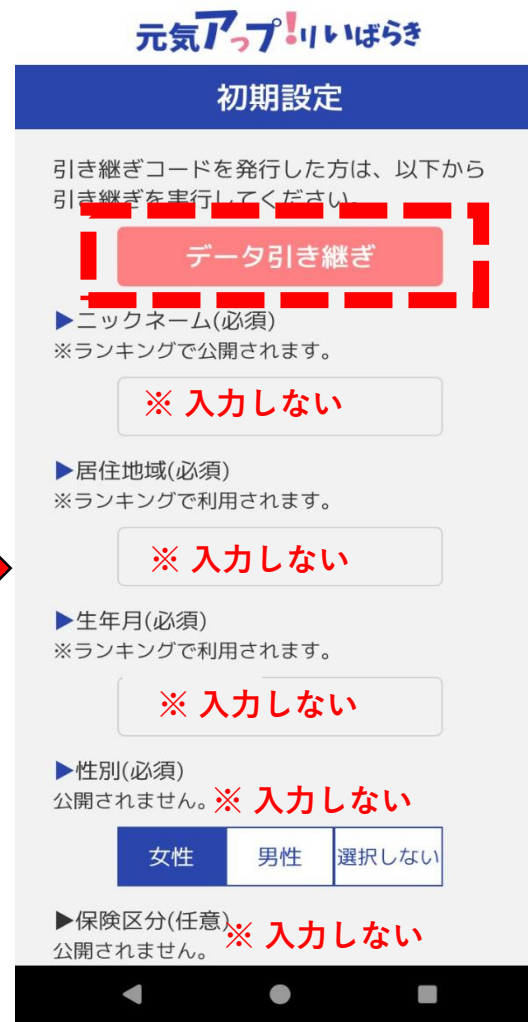 元気アっプ!りいばらき
初期設定
引き継ぎコードを発行した方は、以下から
引き継ぎを実行してください。
データ引き継ぎ
▶ニックネーム(必須)
※ランキングで公開されます。
※ 入力しない
▶居住地域(必須)
※ランキングで利用されます。
※ 入力しない
▶生年月(必須)
※ランキングで利用されます。
※ 入力しない
▶性別(必須)
公開されません。※ 入力しない
女性 男性 選択しない
▶保険区分(任意)
※ 入力しない
公開されません。